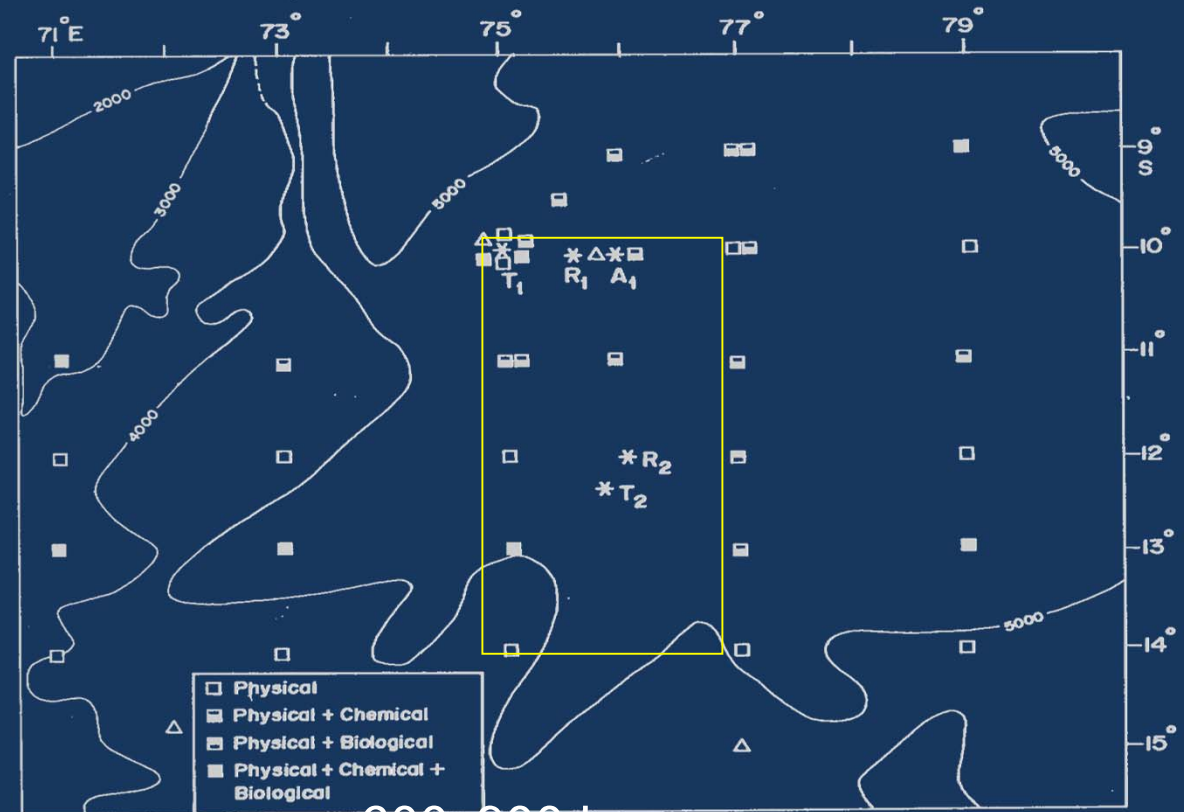 71°E 73° 75° 77° 79°
2000
9°
S
5000
3000
5000
10°
T1 R1 A1
11°
4000
12°
R2
T2
13°
5000
14°
Physical
Physical + Chemical
Physical + Biological
15°
Physical + Chemical +
Biological